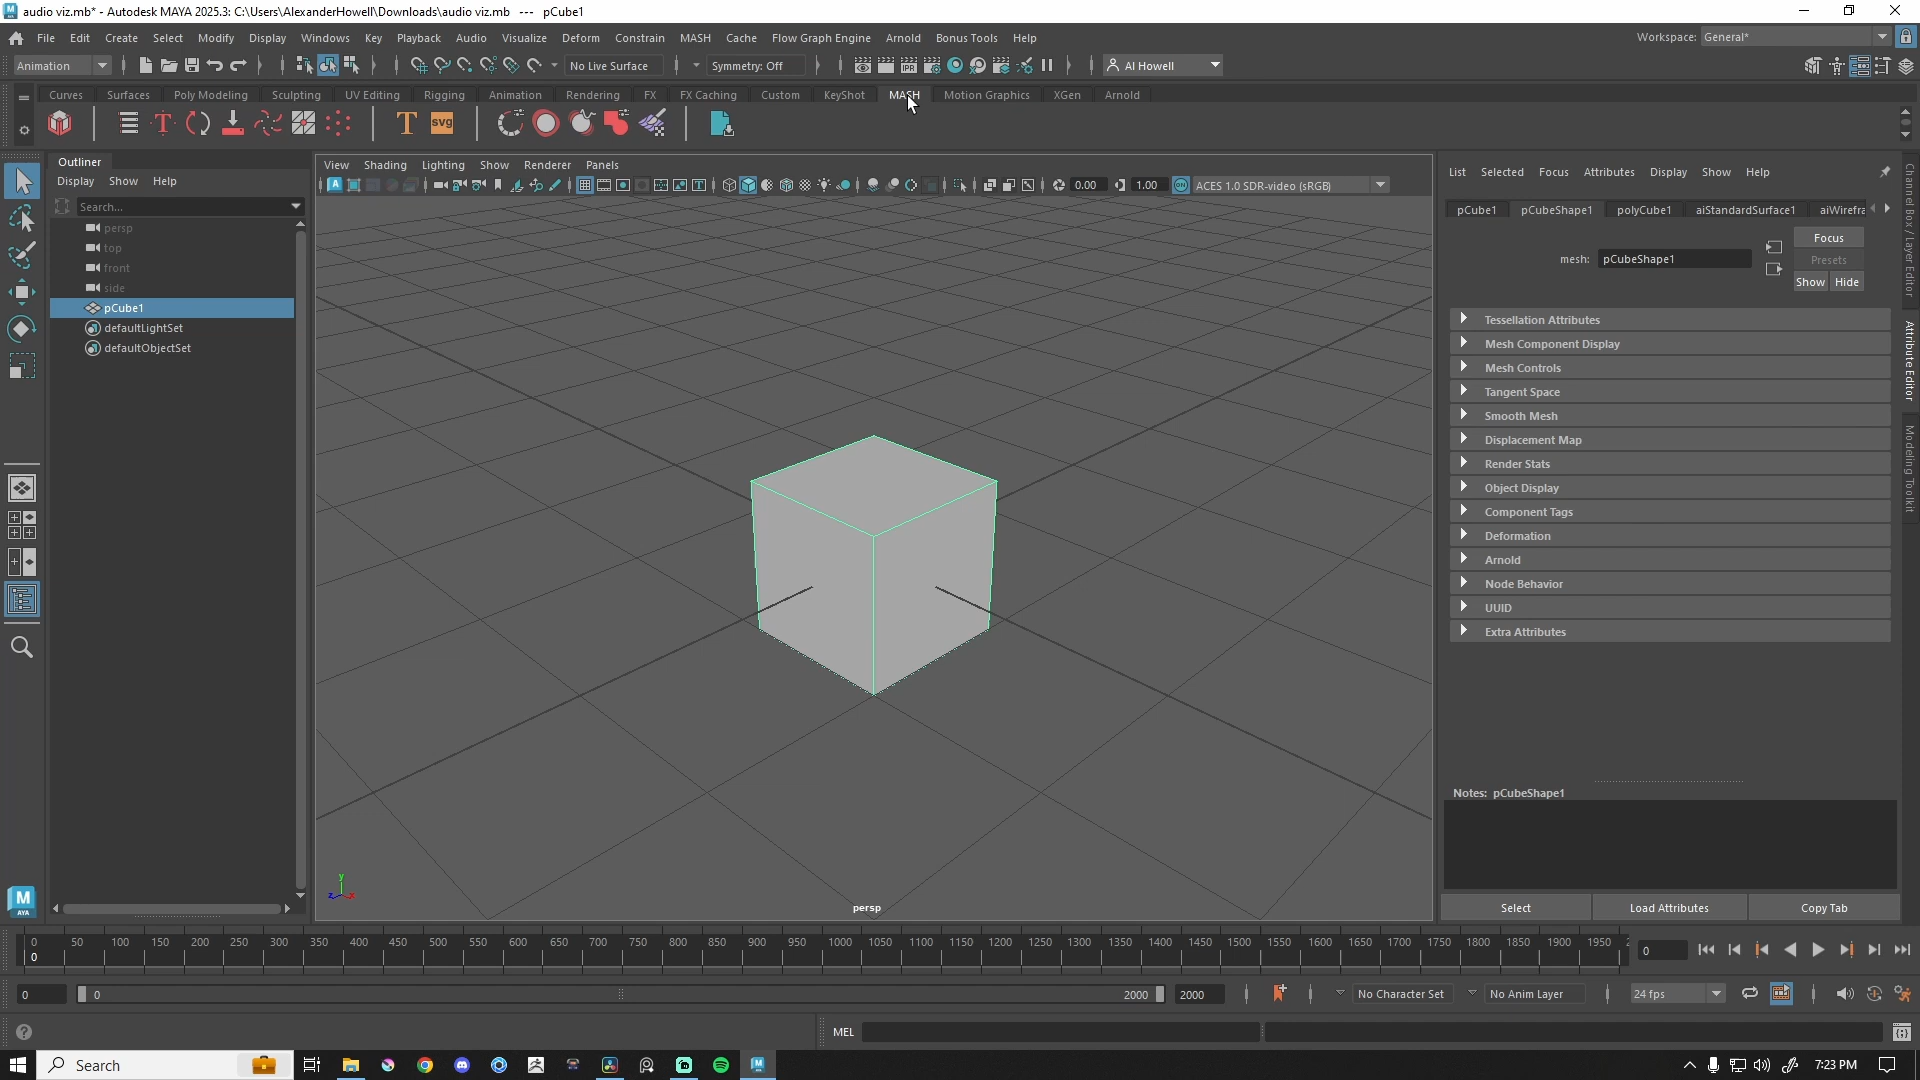 audio viz.mb* - Autodesk MAYA 2025.3: C:\Users\AlexanderHowell\Downloads\audio viz.mb --- pCube1
File Edit Create Select Modify Display Windows Key Playback Audio Visualize Deform Constrain MASH Cache Flow Graph Engine Arnold Bonus Tools Help
Workspace: General*
Animation
No Live Surface
Symmetry: Off
Al Howell
Curves Surfaces Poly Modeling Sculpting UV Editing Rigging Animation Rendering FX FX Caching Custom KeyShot MASH Motion Graphics XGen Arnold
Outliner
Display Show Help
Search...
persp
top
front
side
pCube1
defaultLightSet
defaultObjectSet
View Shading Lighting Show Renderer Panels
0.00
1.00
ACES 1.0 SDR-video (sRGB)
persp
List Selected Focus Attributes Display Show Help
pCube1 pCubeShape1 polyCube1 aiStandardSurface1 aiWirefra
mesh: pCubeShape1
Focus
Presets
Show Hide
Tessellation Attributes
Mesh Component Display
Mesh Controls
Tangent Space
Smooth Mesh
Displacement Map
Render Stats
Object Display
Component Tags
Deformation
Arnold
Node Behavior
UUID
Extra Attributes
Notes: pCubeShape1
Select Load Attributes Copy Tab
Channel Box / Layer Editor
Attribute Editor
Modeling Toolkit
0 50 100 150 200 250 300 350 400 450 500 550 600 650 700 750 800 850 900 950 1000 1050 1100 1150 1200 1250 1300 1350 1400 1450 1500 1550 1600 1650 1700 1750 1800 1850 1900 1950
0
0
0
0
2000
2000
No Character Set
No Anim Layer
24 fps
MEL
Search
7:23 PM